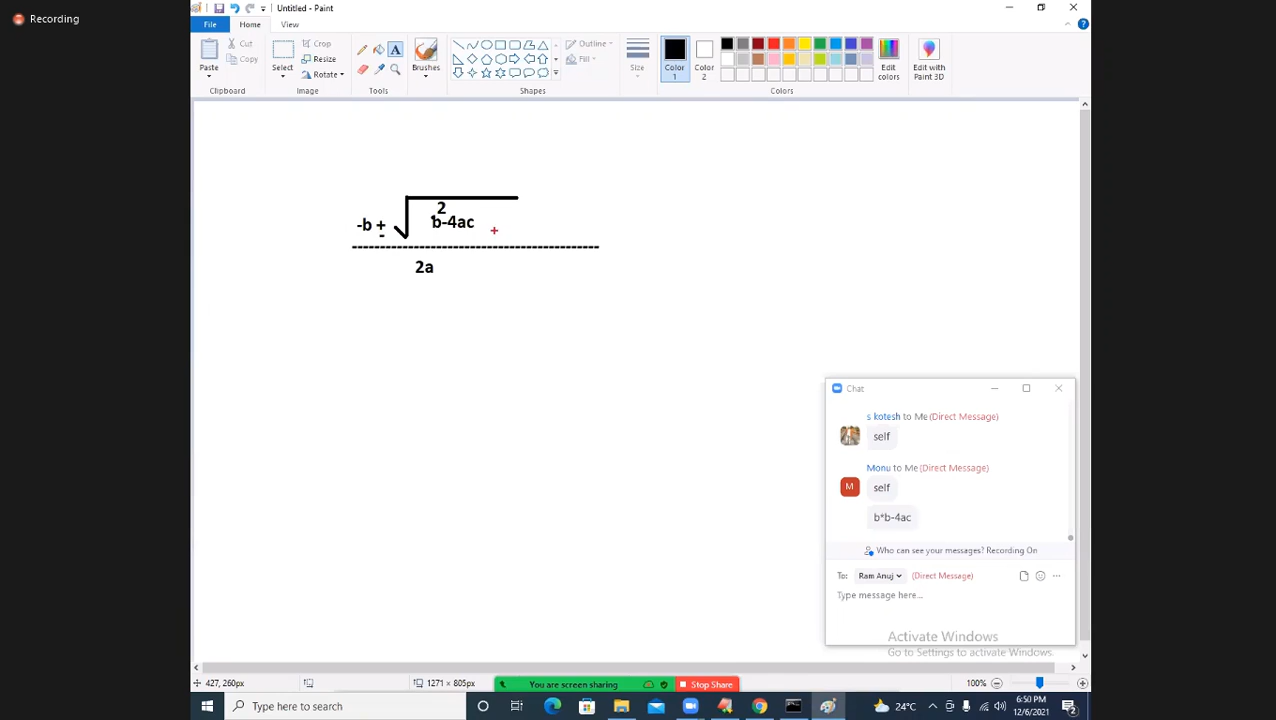 Recording
Untitled - Paint
File Home View
Paste Cut Copy
Select Crop Resize Rotate
Brushes
Outline Fill
Size
Color 1 Color 2
Edit colors
Edit with Paint 3D
Clipboard Image Tools Shapes Colors
2
-b + b-4ac
-
----------------------------------------------
2a
Chat
s kotesh to Me (Direct Message)
self
Monu to Me (Direct Message)
M
self
b*b-4ac
Who can see your messages? Recording On
To: Ram Anuj (Direct Message)
Type message here...
Activate Windows
Go to Settings to activate Windows.
427, 260px
1271 × 805px
100%
You are screen sharing Stop Share
Type here to search
24°C
6:50 PM
12/6/2021
2